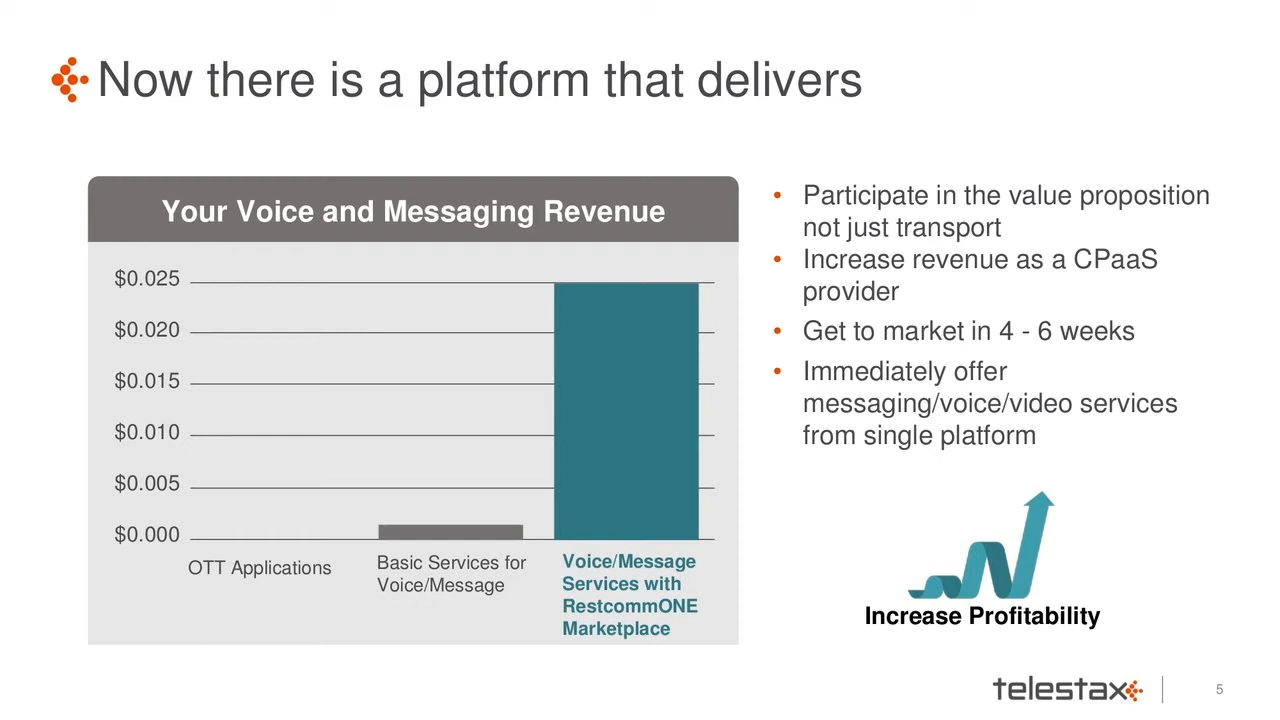 Now there is a platform that delivers
Your Voice and Messaging Revenue
$0.025
$0.020
$0.015
$0.010
$0.005
$0.000
OTT Applications
Basic Services for
Voice/Message
Voice/Message
Services with
RestcommONE
Marketplace
• Participate in the value proposition
not just transport
• Increase revenue as a CPaaS
provider
• Get to market in 4 - 6 weeks
• Immediately offer
messaging/voice/video services
from single platform
Increase Profitability
telestax
5